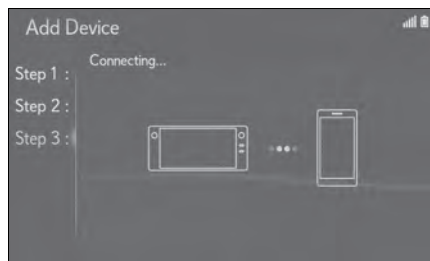 Add Device
Connecting...
Step 1 :
Step 2 :
Step 3 :